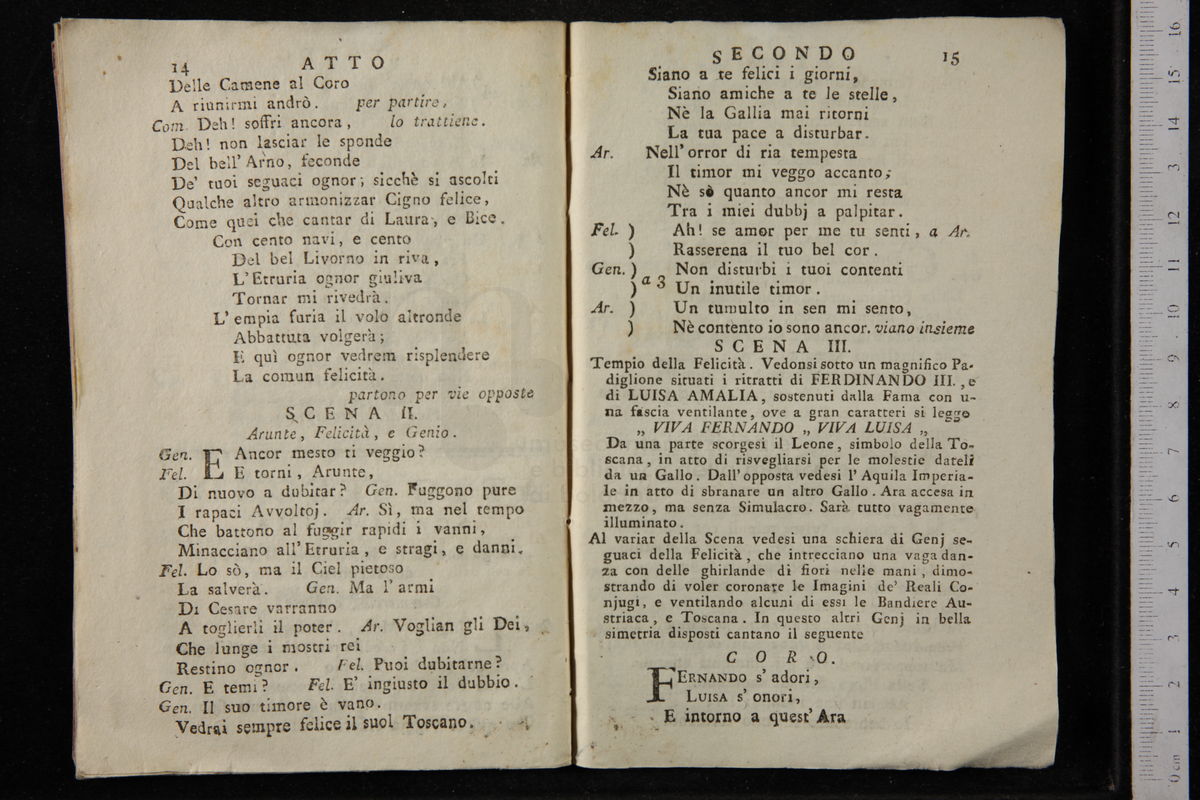 14 ATTO
Delle Camene al Coro
A riunirmi andrò. per partire,
Com. Deh! soffri ancora, lo trattiene.
Deh! non lasciar le sponde
Del bell' Arno, feconde
De' tuoi seguaci ognor; sicchè si ascolti
Qualche altro armonizzar Cigno felice,
Come quei che cantar di Laura, e Bice.
Con cento navi, e cento
Del bel Livorno in riva,
L'Etruria ognor giuliva
Tornar mi rivedrà.
L'empia furia il volo altronde
Abbattuta volgerà;
E quì ognor vedrem risplendere
La comun felicità.
partono per vie opposte
SCENA II.
Arunte, Felicità, e Genio.
Gen. E Ancor mesto ti veggio?
Fel. E torni, Arunte,
Di nuovo a dubitar? Gen. Fuggono pure
I rapaci Avvoltoj. Ar. Sì, ma nel tempo
Che battono al fuggir rapidi i vanni,
Minacciano all'Etruria, e stragi, e danni.
Fel. Lo sò, ma il Ciel pietoso
La salverà. Gen. Ma l'armi
Di Cesare varranno
A toglierli il poter. Ar. Voglian gli Dei,
Che lunge i mostri rei
Restino ognor. Fel. Puoi dubitarne?
Gen. E temi? Fel. E' ingiusto il dubbio.
Gen. Il suo timore è vano.
Vedrai sempre felice il suol Toscano.
SECONDO 15
Siano a te felici i giorni,
Siano amiche a te le stelle,
Nè la Gallia mai ritorni
La tua pace a disturbar.
Ar. Nell'orror di ria tempesta
Il timor mi veggo accanto;
Nè sò quanto ancor mi resta
Tra i miei dubbj a palpitar.
Fel. ) Ah! se amor per me tu senti, a Ar.
) Rasserena il tuo bel cor.
Gen. ) Non disturbi i tuoi contenti
) a 3 Un inutile timor.
Ar. ) Un tumulto in sen mi sento,
) Nè contento io sono ancor. viano insieme
SCENA III.
Tempio della Felicità. Vedonsi sotto un magnifico Pa-
diglione situati i ritratti di FERDINANDO III., e
di LUISA AMALIA, sostenuti dalla Fama con u-
na fascia ventilante, ove a gran caratteri si legge
„ VIVA FERNANDO „ VIVA LUISA „
Da una parte scorgesi il Leone, simbolo della To-
scana, in atto di risvegliarsi per le molestie dateli
da un Gallo. Dall'opposta vedesi l'Aquila Imperia-
le in atto di sbranare un altro Gallo. Ara accesa in
mezzo, ma senza Simulacro. Sarà tutto vagamente
illuminato.
Al variar della Scena vedesi una schiera di Genj se-
guaci della Felicità, che intrecciano una vaga dan-
za con delle ghirlande di fiori nelle mani, dimo-
strando di voler coronare le Imagini de' Reali Co-
njugi, e ventilando alcuni di essi le Bandiere Au-
striaca, e Toscana. In questo altri Genj in bella
simetria disposti cantano il seguente
CORO.
FERNANDO s'adori,
LUISA s'onori,
E intorno a quest'Ara